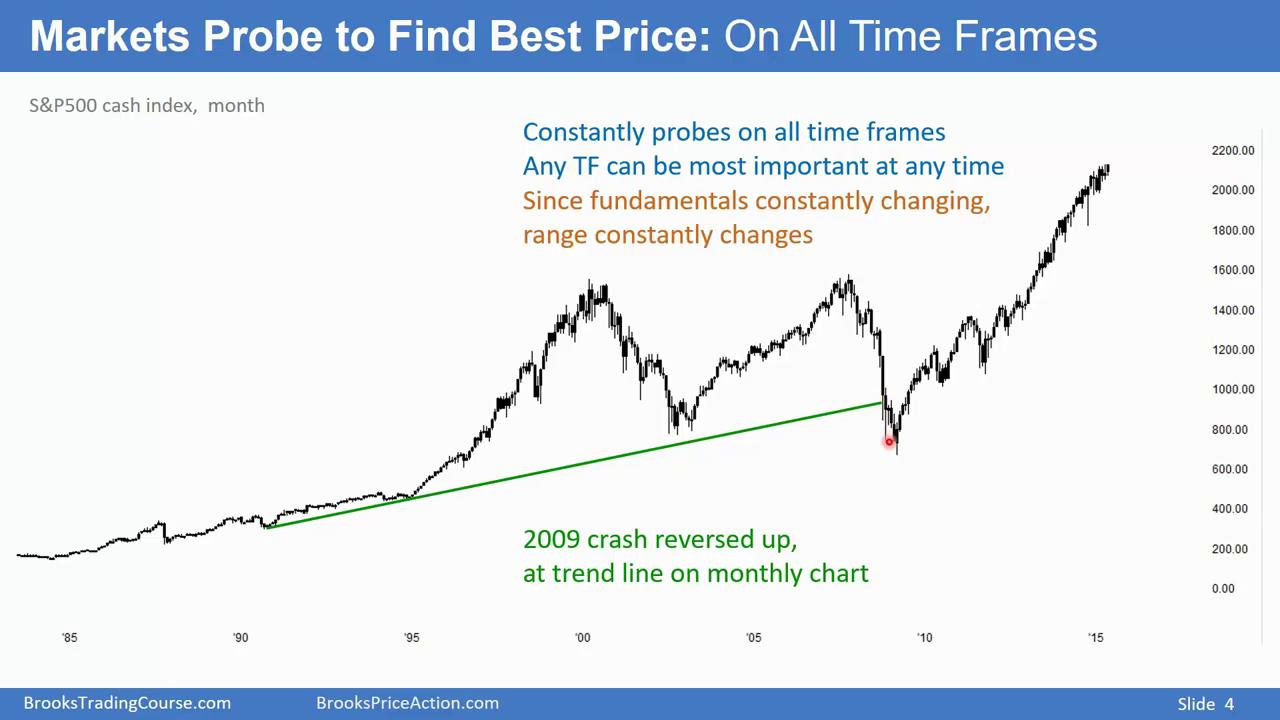 Markets Probe to Find Best Price: On All Time Frames
S&P500 cash index, month
Constantly probes on all time frames
Any TF can be most important at any time
Since fundamentals constantly changing,
range constantly changes
2200.00
2000.00
1800.00
1600.00
1400.00
1200.00
1000.00
800.00
600.00
400.00
200.00
0.00
2009 crash reversed up,
at trend line on monthly chart
'85 '90 '95 '00 '05 '10 '15
BrooksTradingCourse.com BrooksPriceAction.com Slide 4